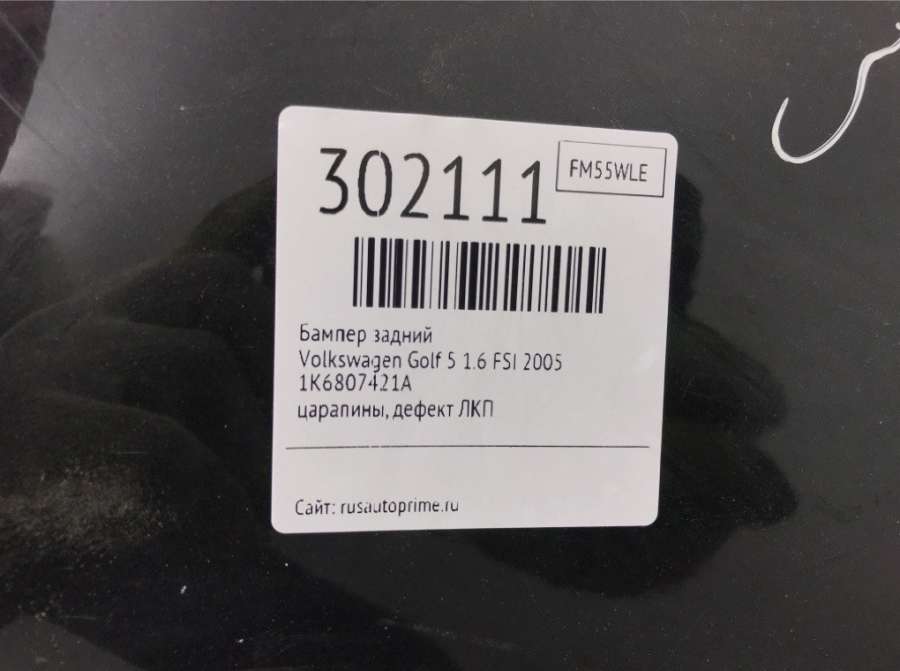 302111
FM55WLE
Бампер задний
Volkswagen Golf 5 1.6 FSI 2005
1K6807421A
царапины, дефект ЛКП
Сайт: rusautoprime.ru